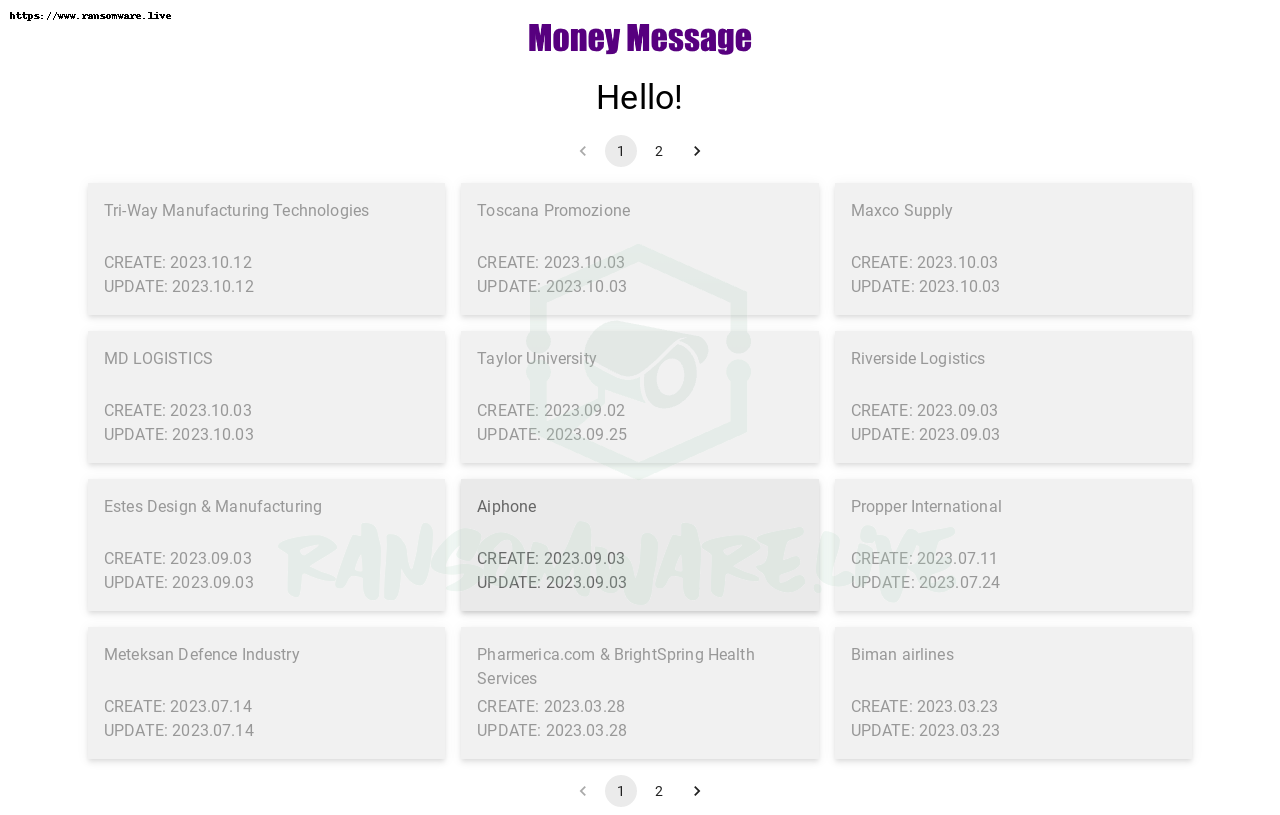 https://www.ransomware.live
Money Message
Hello!
1 2
Tri-Way Manufacturing Technologies
CREATE: 2023.10.12
UPDATE: 2023.10.12
Toscana Promozione
CREATE: 2023.10.03
UPDATE: 2023.10.03
Maxco Supply
CREATE: 2023.10.03
UPDATE: 2023.10.03
MD LOGISTICS
CREATE: 2023.10.03
UPDATE: 2023.10.03
Taylor University
CREATE: 2023.09.02
UPDATE: 2023.09.25
Riverside Logistics
CREATE: 2023.09.03
UPDATE: 2023.09.03
Estes Design & Manufacturing
CREATE: 2023.09.03
UPDATE: 2023.09.03
Aiphone
CREATE: 2023.09.03
UPDATE: 2023.09.03
Propper International
CREATE: 2023.07.11
UPDATE: 2023.07.24
RANSOMWARE.LIVE
Meteksan Defence Industry
CREATE: 2023.07.14
UPDATE: 2023.07.14
Pharmerica.com & BrightSpring Health
Services
CREATE: 2023.03.28
UPDATE: 2023.03.28
Biman airlines
CREATE: 2023.03.23
UPDATE: 2023.03.23
1 2